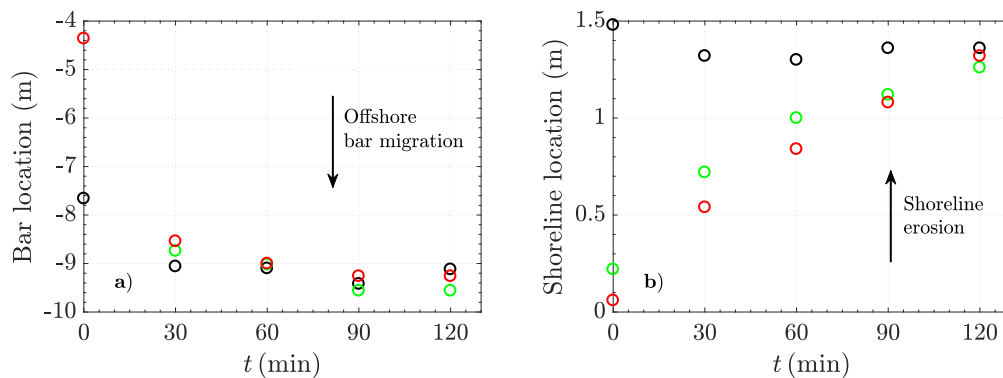 -4
-5
-6
-7
-8
-9
-10
Bar location (m)
Offshore
bar migration
a)
0
30
60
90
120
t (min)
1.5
1
0.5
0
Shoreline location (m)
Shoreline
erosion
b)
0
30
60
90
120
t (min)